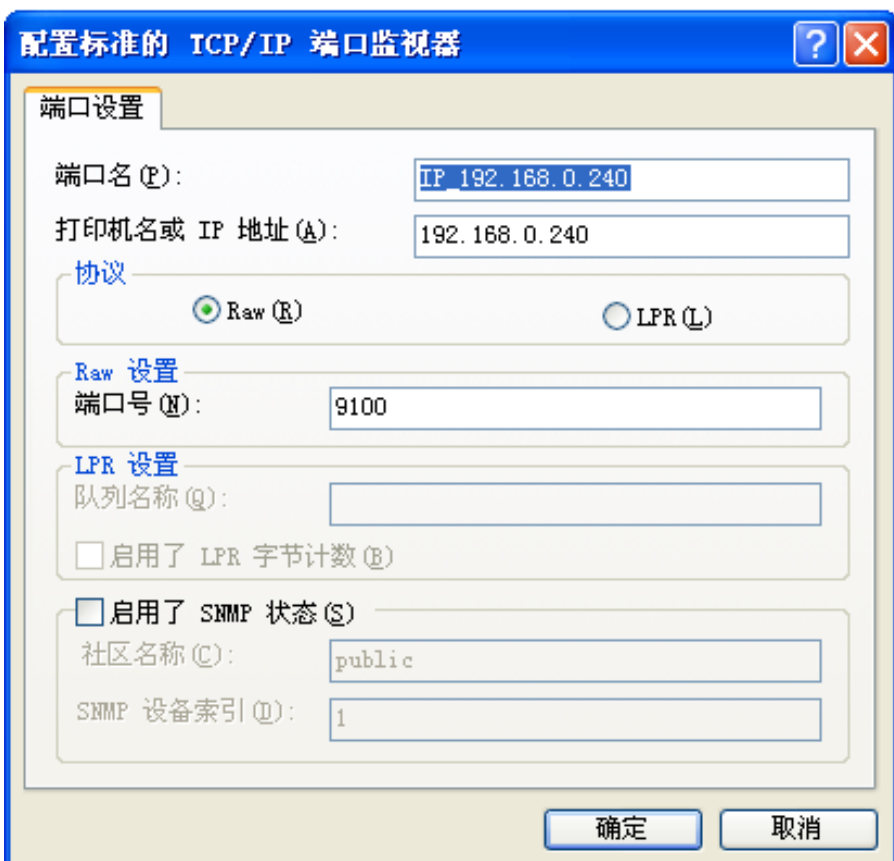 配置标准的 TCP/IP 端口监视器
端口设置
端口名(P): IP_192.168.0.240
打印机名或 IP 地址(A): 192.168.0.240
协议
Raw(R) LPR(L)
Raw 设置
端口号(N): 9100
LPR 设置
队列名称(Q):
启用了 LPR 字节计数(B)
启用了 SNMP 状态(S)
社区名称(C): public
SNMP 设备索引(D): 1
确定 取消